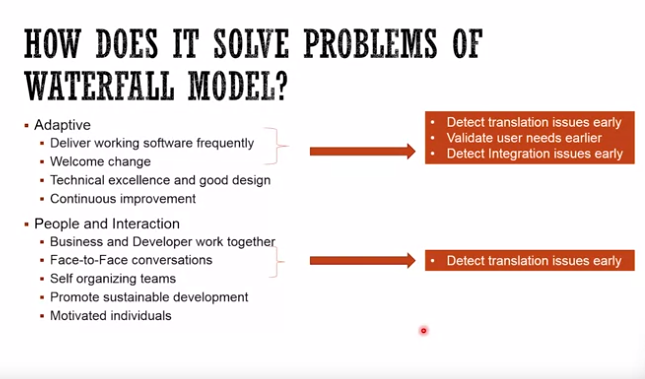 HOW DOES IT SOLVE PROBLEMS OF
WATERFALL MODEL?
▪ Adaptive
▪ Deliver working software frequently
▪ Welcome change
▪ Technical excellence and good design
▪ Continuous improvement
• Detect translation issues early
• Validate user needs earlier
• Detect Integration issues early
▪ People and Interaction
▪ Business and Developer work together
▪ Face-to-Face conversations
▪ Self organizing teams
▪ Promote sustainable development
▪ Motivated individuals
• Detect translation issues early